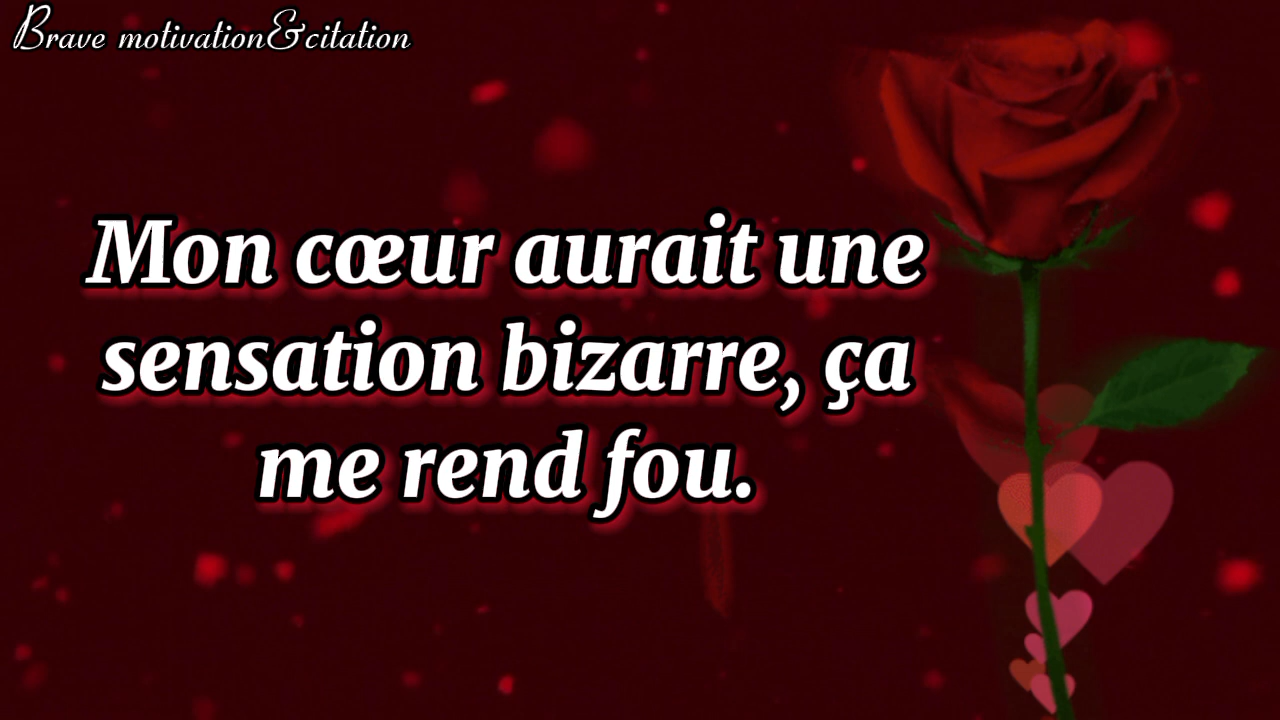 Brave motivation&citation
Mon cœur aurait une
sensation bizarre, ça
me rend fou.